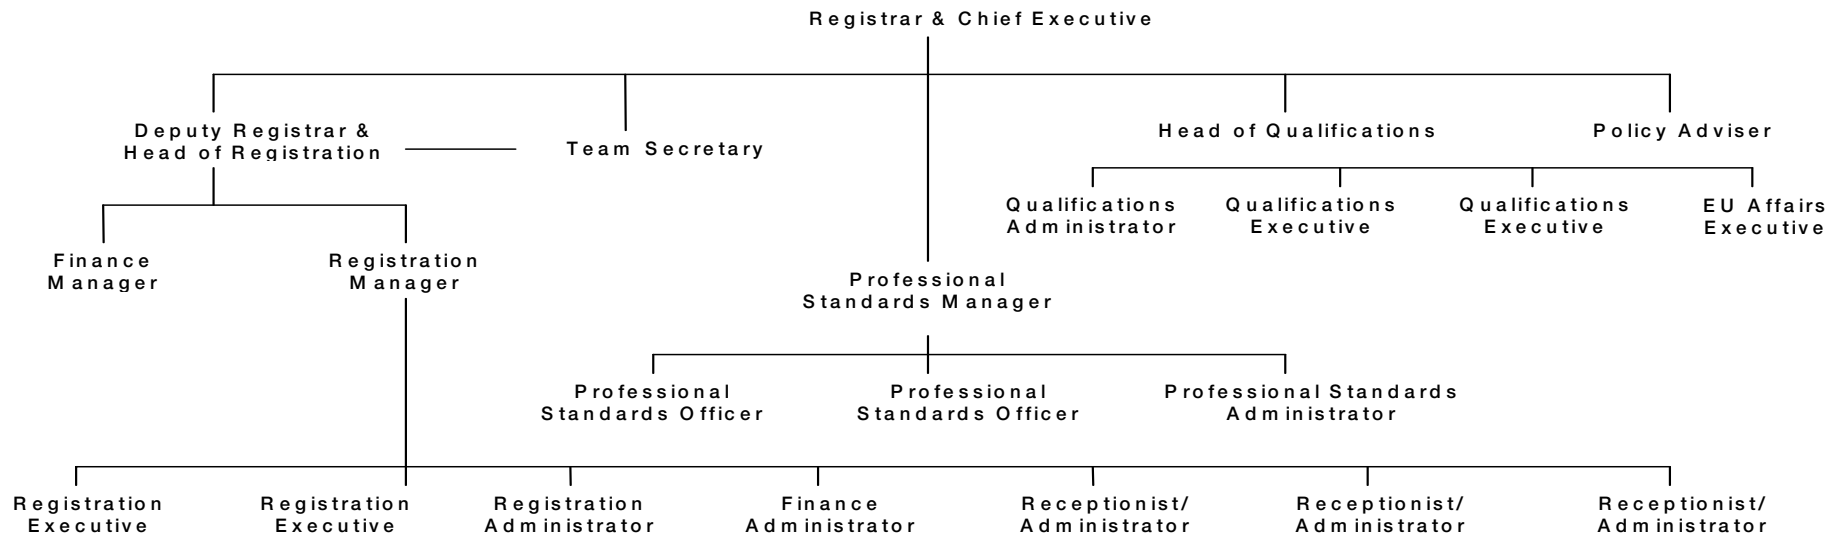 Registrar & Chief Executive
Deputy Registrar &
Head of Registration
Team Secretary
Head of Qualifications
Policy Adviser
Qualifications
Administrator
Qualifications
Executive
Qualifications
Executive
EU Affairs
Executive
Finance
Manager
Registration
Manager
Professional
Standards Manager
Professional
Standards Officer
Professional
Standards Officer
Professional Standards
Administrator
Registration
Executive
Registration
Executive
Registration
Administrator
Finance
Administrator
Receptionist/
Administrator
Receptionist/
Administrator
Receptionist/
Administrator